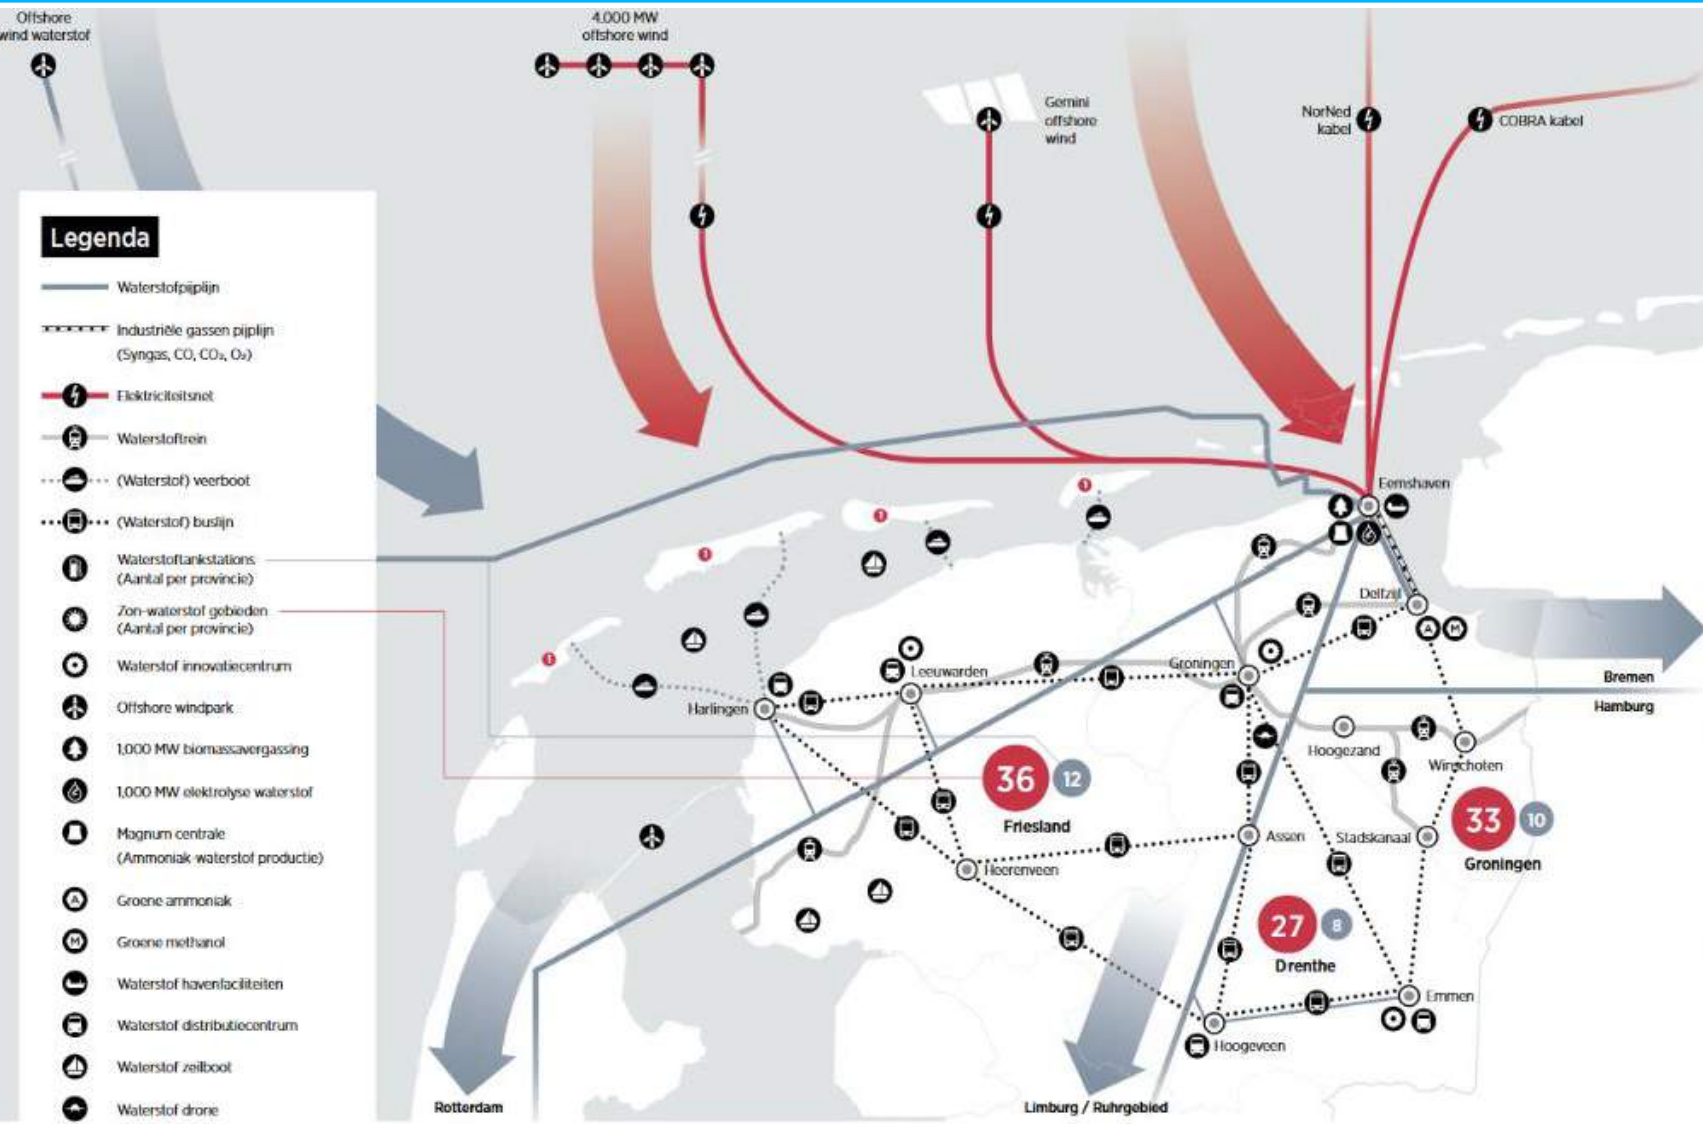 Offshore
wind waterstof
4.000 MW
offshore wind
Gemini
offshore
wind
NorNed
kabel
COBRA kabel
Legenda
Waterstofpijplijn
Industriële gassen pijplijn
(Syngas, CO, CO₂, O₂)
Elektriciteitsnet
Waterstoftrein
(Waterstof) veerboot
(Waterstof) buslijn
Waterstoftankstations
(Aantal per provincie)
Zon-waterstof gebieden
(Aantal per provincie)
Waterstof innovatiecentrum
Offshore windpark
1.000 MW biomassavergassing
1.000 MW elektrolyse waterstof
Magnum centrale
(Ammoniak-waterstof productie)
A
Groene ammoniak
M
Groene methanol
Waterstof havenfaciliteiten
Waterstof distributiecentrum
Waterstof zeilboot
Waterstof drone
Eemshaven
1
1
1
1
Delfzijl
A M
Groningen
Leeuwarden
Harlingen
Bremen
Hamburg
Hoogezand
Winschoten
36 12
Friesland
33 10
Groningen
Assen
Stadskanaal
Heerenveen
27 8
Drenthe
Emmen
Hoogeveen
Rotterdam
Limburg / Ruhrgebied